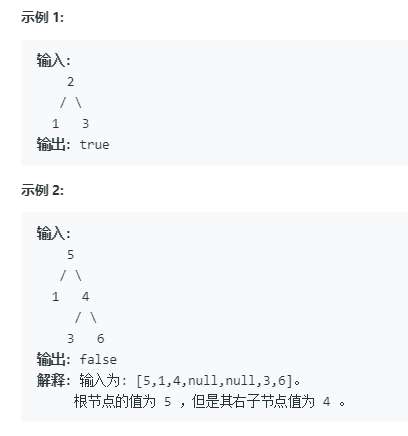 示例 1:
输入:
2
/ \
1 3
输出: true
示例 2:
输入:
5
/ \
1 4
/ \
3 6
输出: false
解释: 输入为: [5,1,4,null,null,3,6]。
根节点的值为 5 ，但是其右子节点值为 4 。